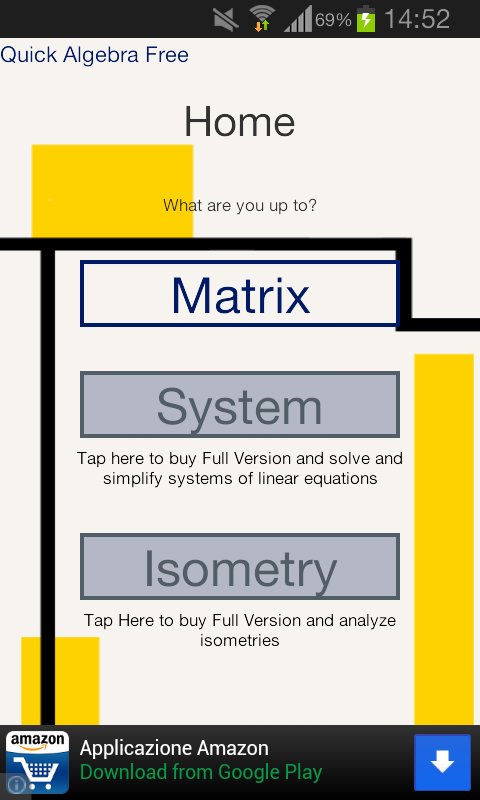 69% 14:52
Quick Algebra Free
Home
What are you up to?
Matrix
System
Tap here to buy Full Version and solve and
simplify systems of linear equations
Isometry
Tap Here to buy Full Version and analyze
isometries
amazon
Applicazione Amazon
Download from Google Play